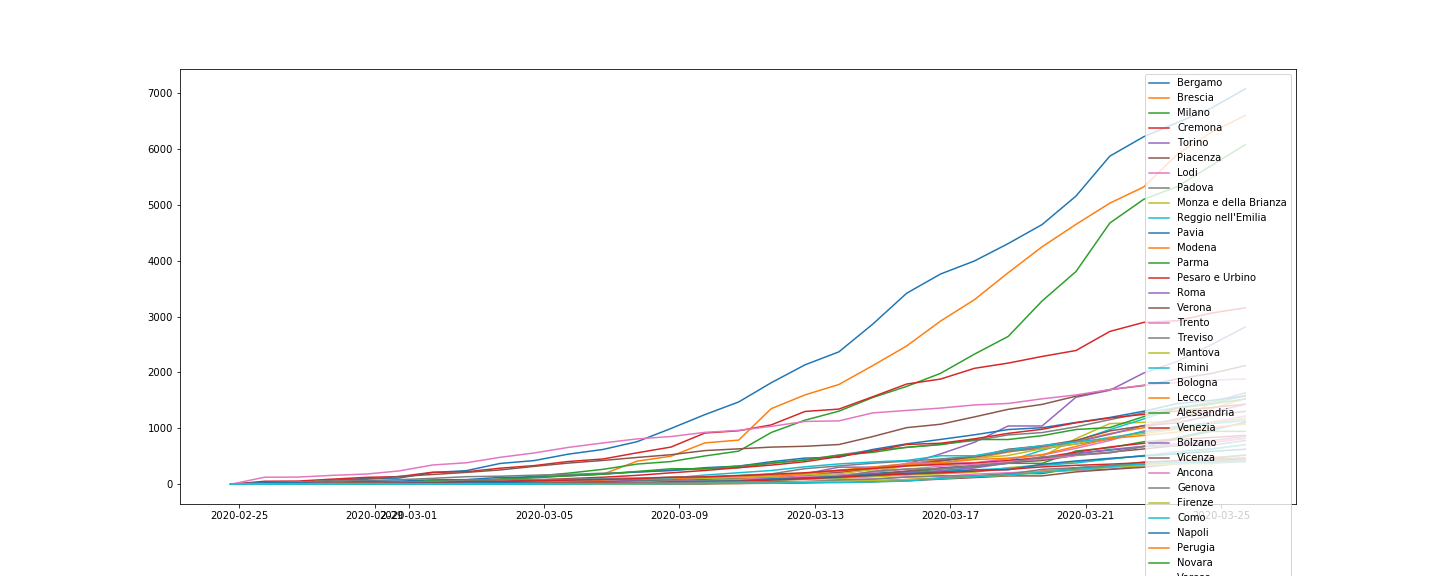 7000
6000
5000
4000
3000
2000
1000
0
2020-02-25
2020-02-29
2020-03-01
2020-03-05
2020-03-09
2020-03-13
2020-03-17
2020-03-21
2020-03-25
Bergamo
Brescia
Milano
Cremona
Torino
Piacenza
Lodi
Padova
Monza e della Brianza
Reggio nell'Emilia
Pavia
Modena
Parma
Pesaro e Urbino
Roma
Verona
Trento
Treviso
Mantova
Rimini
Bologna
Lecco
Alessandria
Venezia
Bolzano
Vicenza
Ancona
Genova
Firenze
Como
Napoli
Perugia
Novara